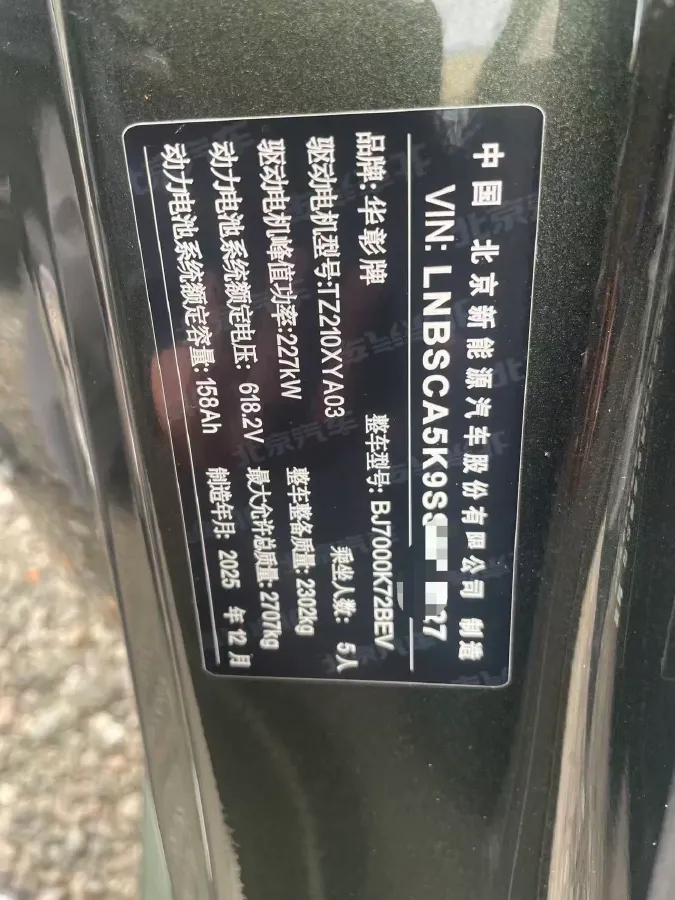 中国 北京新能源汽车股份有限公司 制造
VIN: LNBSCA5K9S
品牌: 华彰牌 整车型号: BJ7000K72BEV
驱动电机型号:TZ210XYA03 乘坐人数: 5人
驱动电机峰值功率:227kW 整车整备质量: 2302kg
动力电池系统额定电压: 618.2V 最大允许总质量: 2707kg
动力电池系统额定容量: 158Ah 制造年月: 2025 年 12 月